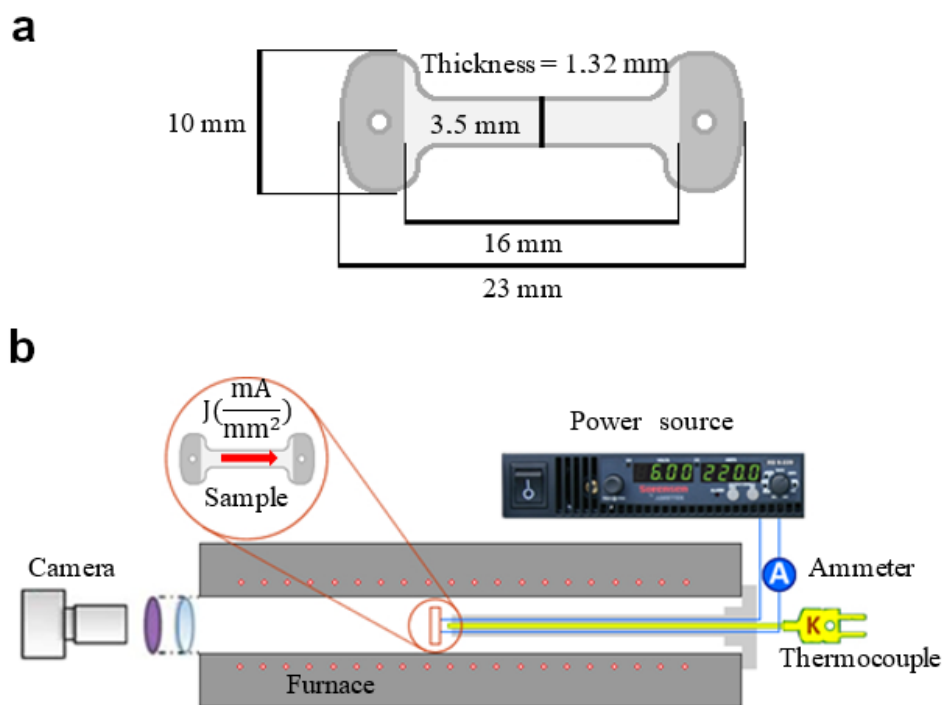 a
Thickness = 1.32 mm
10 mm
3.5 mm
16 mm
23 mm
b
J(mA/mm²)
Sample
Power source
6.00 220.0
Sorensen
Camera
A
Ammeter
K
Thermocouple
Furnace